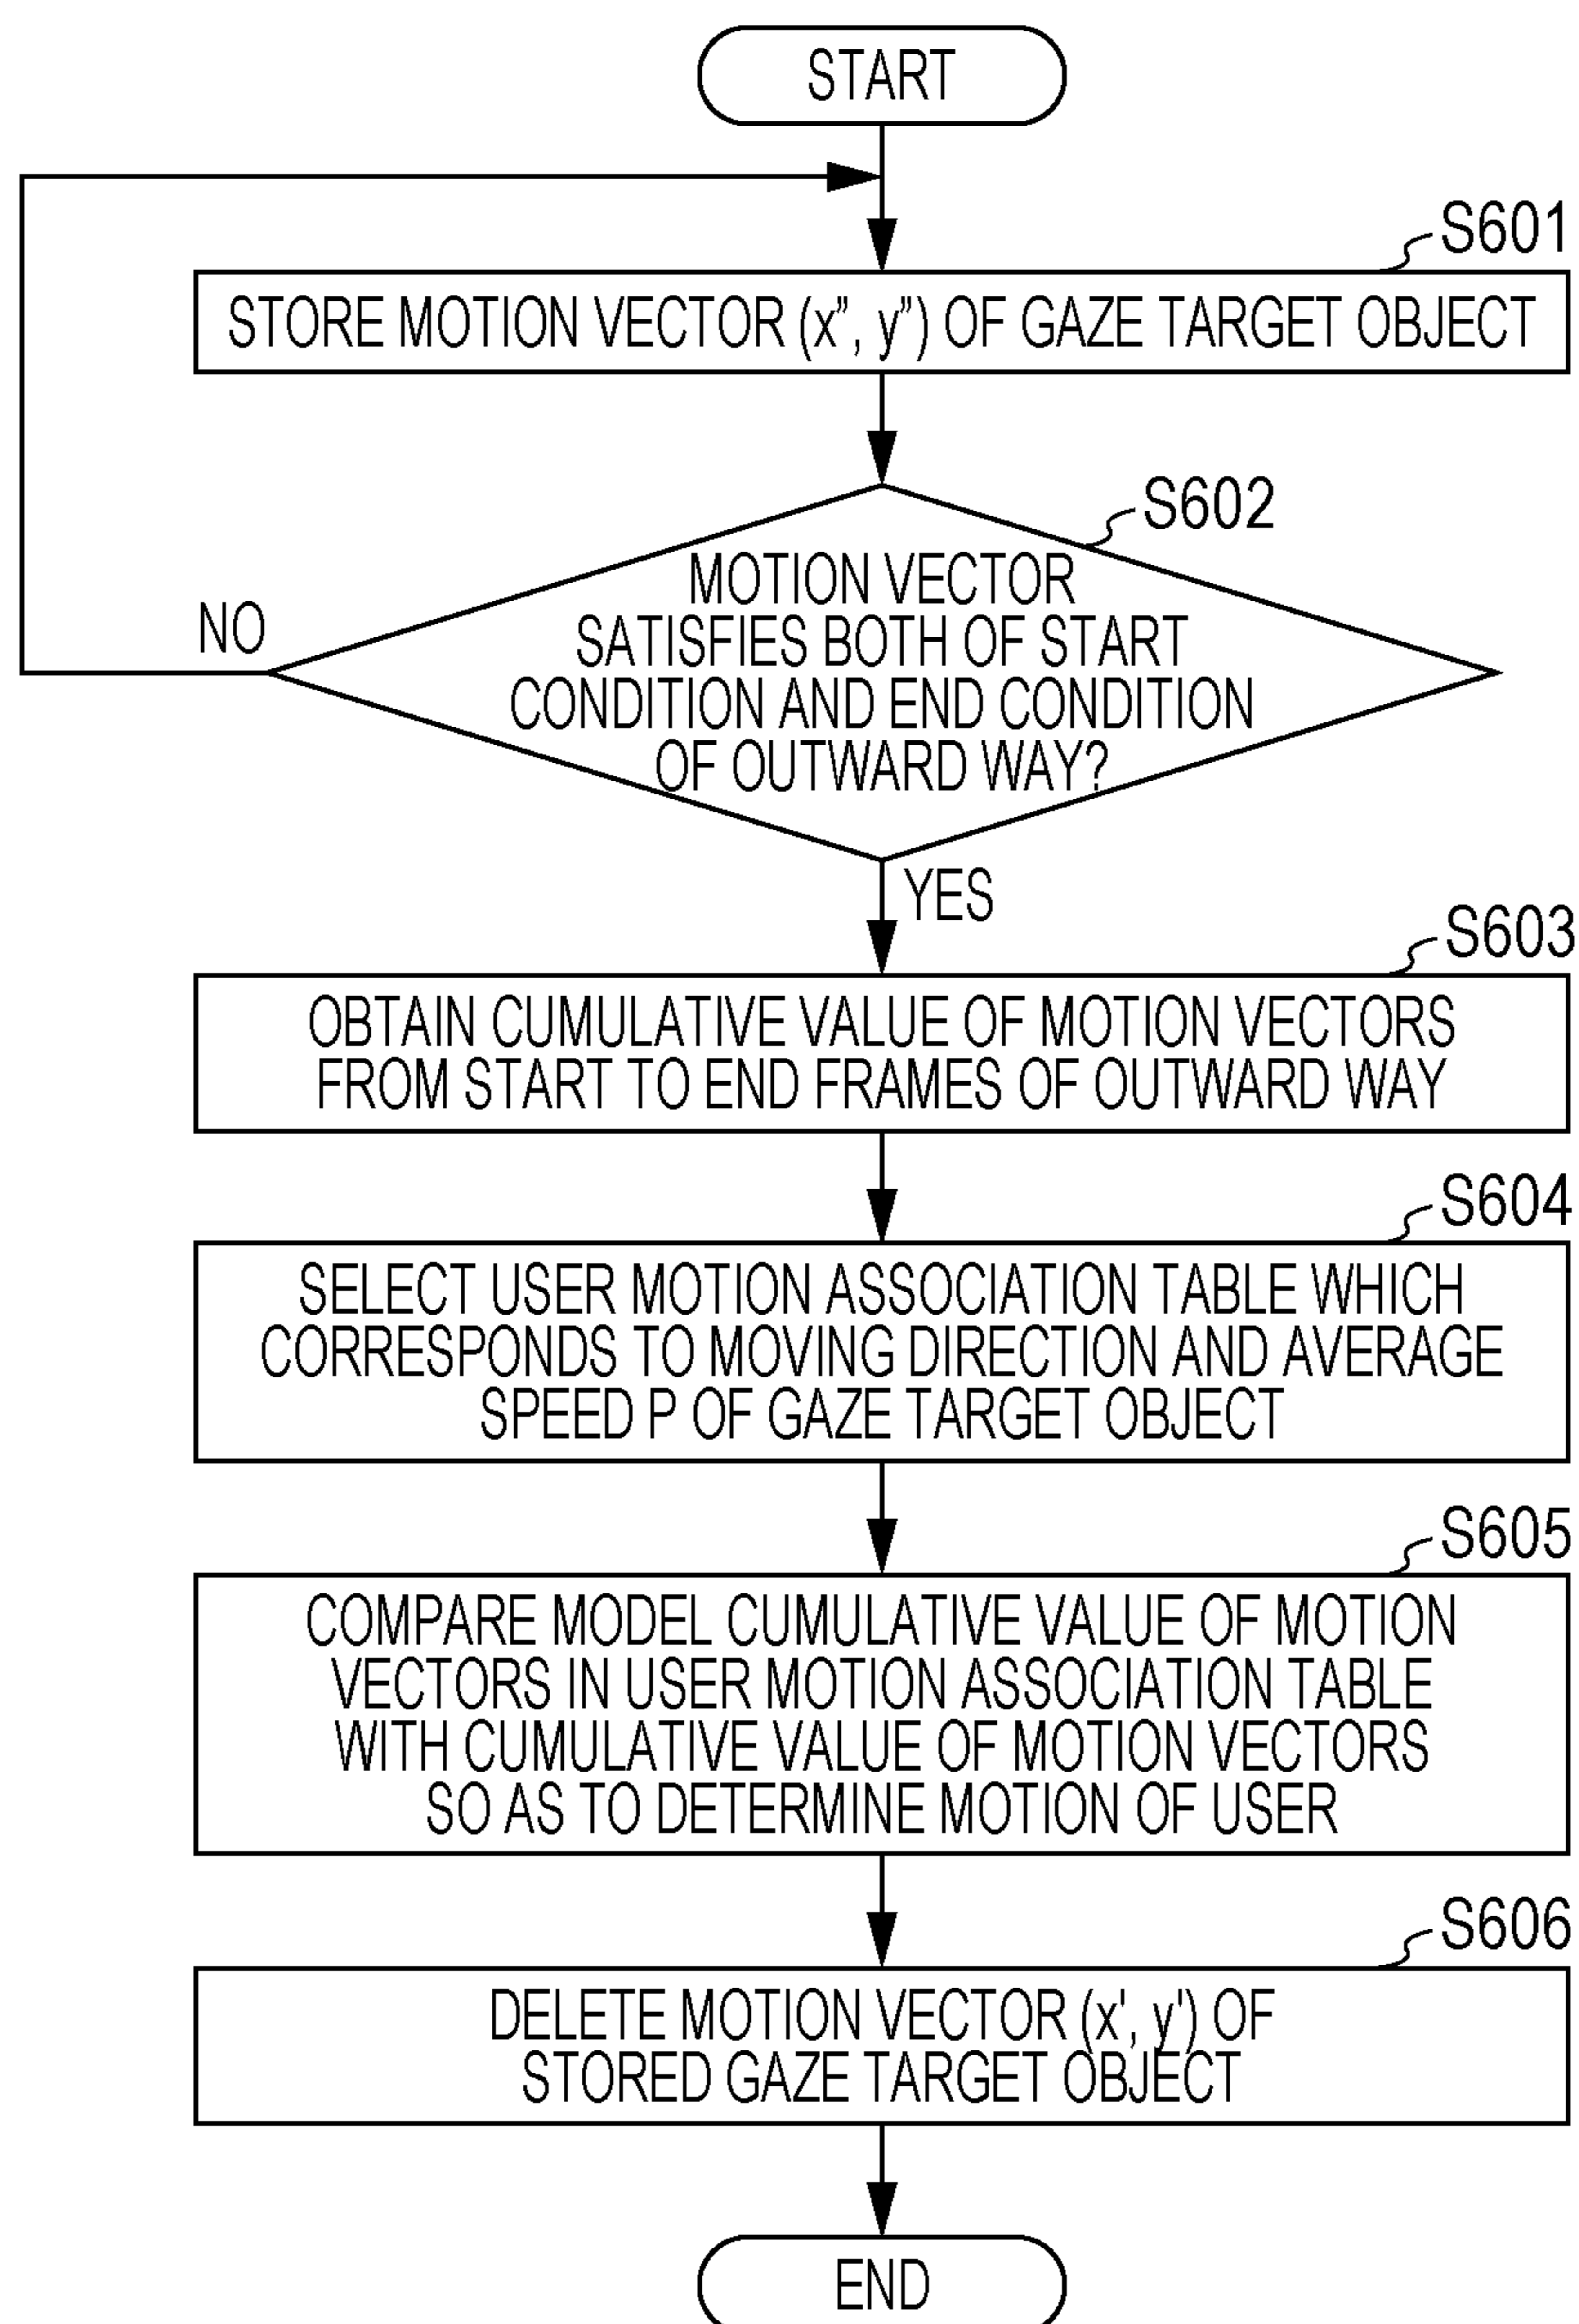 START
S601
STORE MOTION VECTOR (x”, y”) OF GAZE TARGET OBJECT
S602
MOTION VECTOR
SATISFIES BOTH OF START
CONDITION AND END CONDITION
OF OUTWARD WAY?
NO
YES
S603
OBTAIN CUMULATIVE VALUE OF MOTION VECTORS
FROM START TO END FRAMES OF OUTWARD WAY
S604
SELECT USER MOTION ASSOCIATION TABLE WHICH
CORRESPONDS TO MOVING DIRECTION AND AVERAGE
SPEED P OF GAZE TARGET OBJECT
S605
COMPARE MODEL CUMULATIVE VALUE OF MOTION
VECTORS IN USER MOTION ASSOCIATION TABLE
WITH CUMULATIVE VALUE OF MOTION VECTORS
SO AS TO DETERMINE MOTION OF USER
S606
DELETE MOTION VECTOR (x', y') OF
STORED GAZE TARGET OBJECT
END